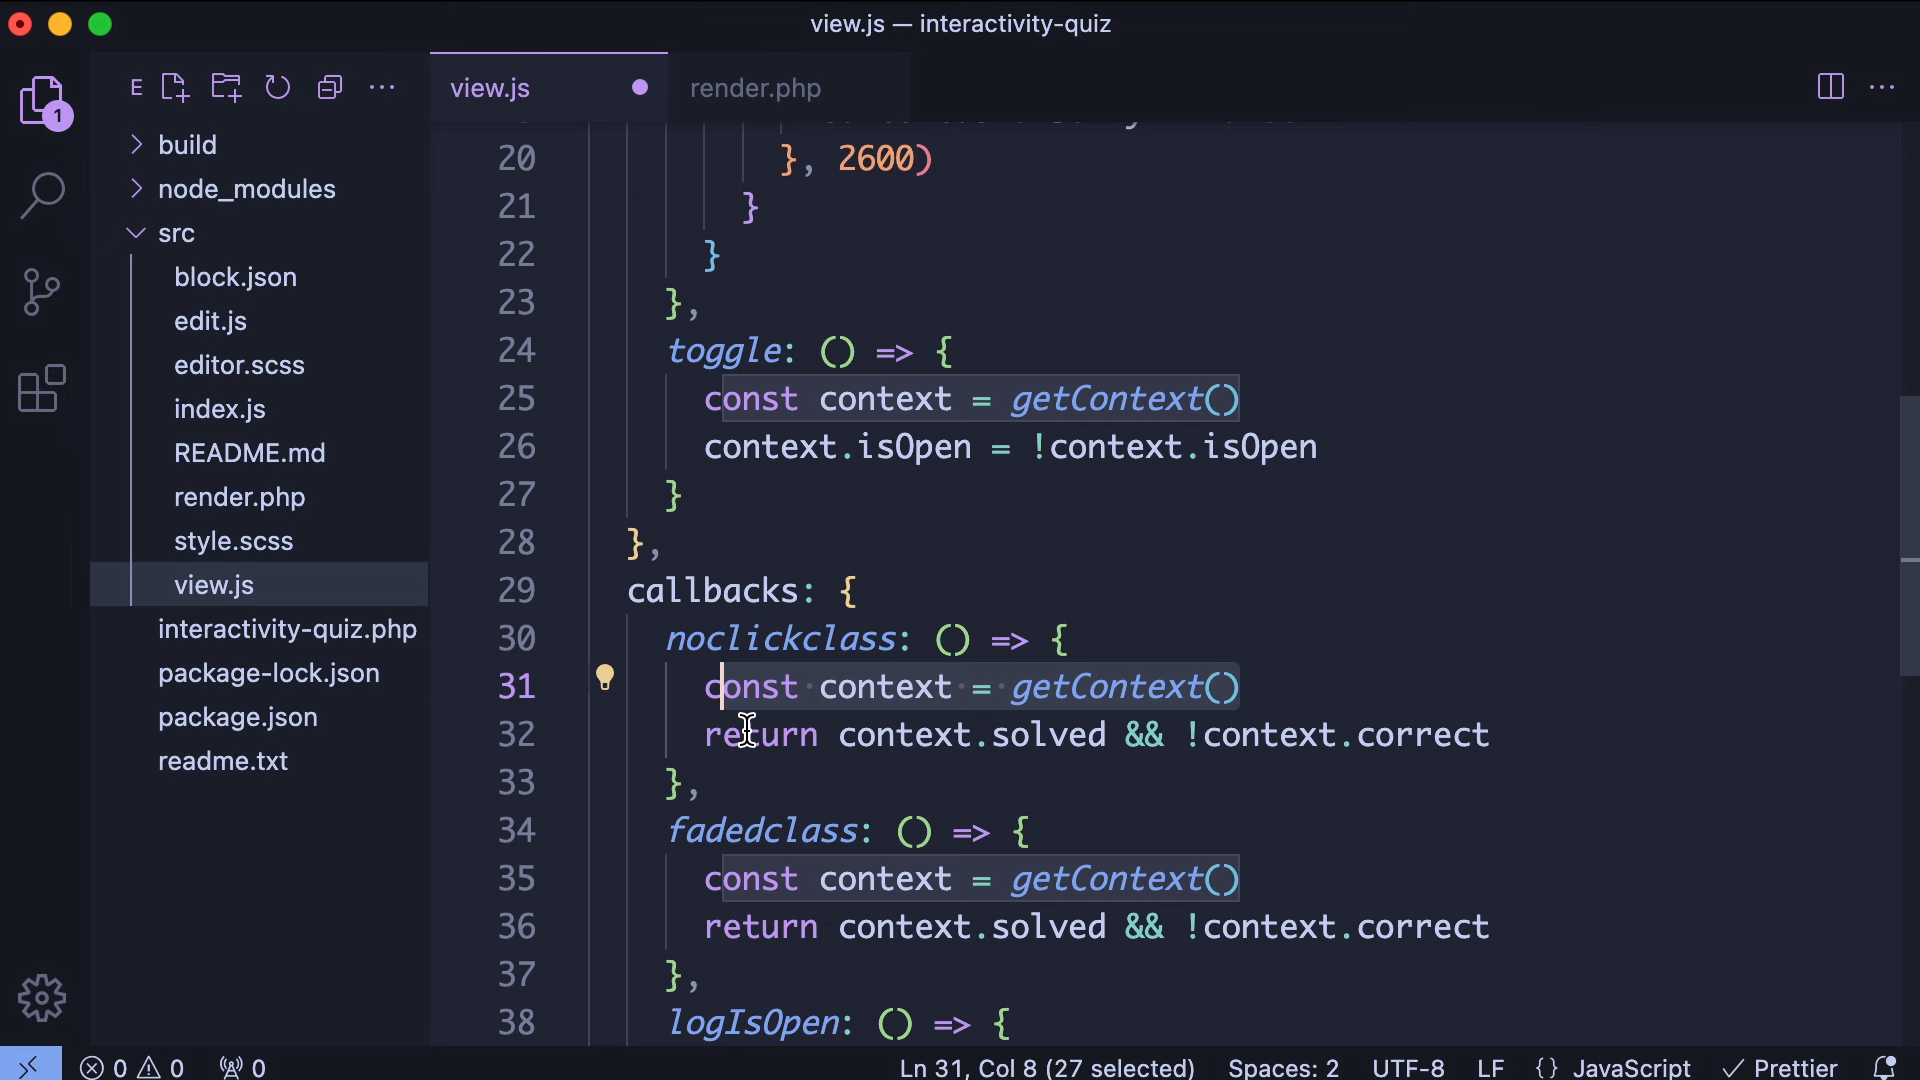 view.js — interactivity-quiz
E
1
view.js
render.php
build
node_modules
src
block.json
edit.js
editor.scss
index.js
README.md
render.php
style.scss
view.js
interactivity-quiz.php
package-lock.json
package.json
readme.txt
20 }, 2600)
21 }
22 }
23 },
24 toggle: () => {
25 const context = getContext()
26 context.isOpen = !context.isOpen
27 }
28 },
29 callbacks: {
30 noclickclass: () => {
31 const context = getContext()
32 return context.solved && !context.correct
33 },
34 fadedclass: () => {
35 const context = getContext()
36 return context.solved && !context.correct
37 },
38 logIsOpen: () => {
0 0 0 Ln 31, Col 8 (27 selected) Spaces: 2 UTF-8 LF {} JavaScript Prettier